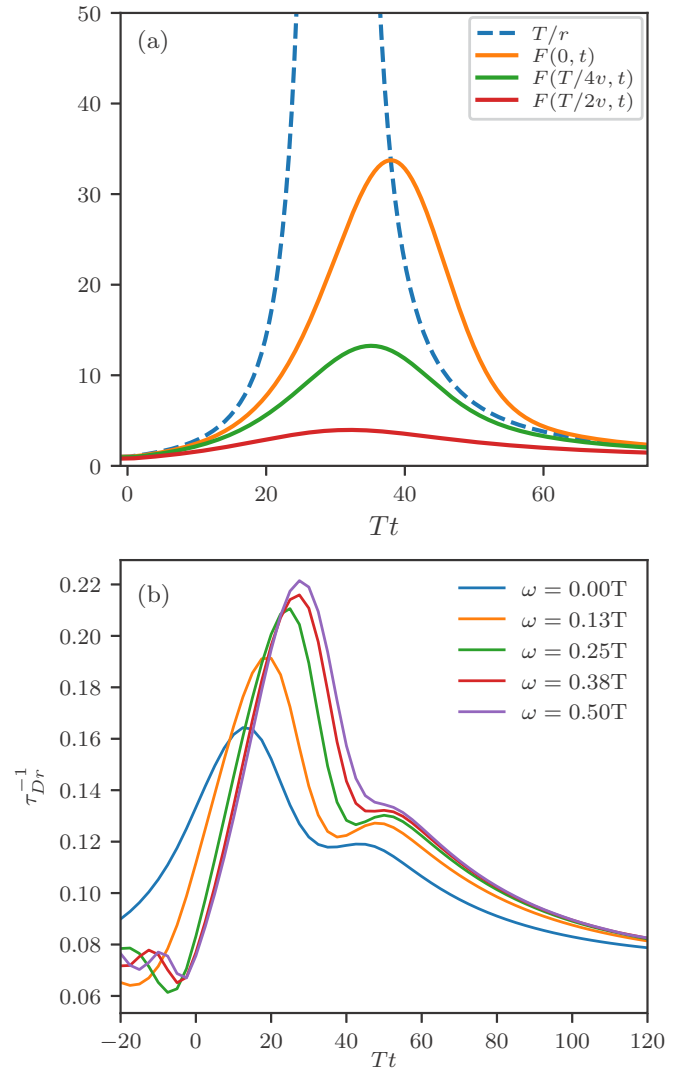 (a)
T/r
F(0, t)
F(T/4v, t)
F(T/2v, t)
50
40
30
20
10
0
0 20 40 60
Tt
(b)
ω = 0.00T
ω = 0.13T
ω = 0.25T
ω = 0.38T
ω = 0.50T
0.22
0.20
0.18
0.16
0.14
0.12
0.10
0.08
0.06
τ_{Dr}^{-1}
−20 0 20 40 60 80 100 120
Tt